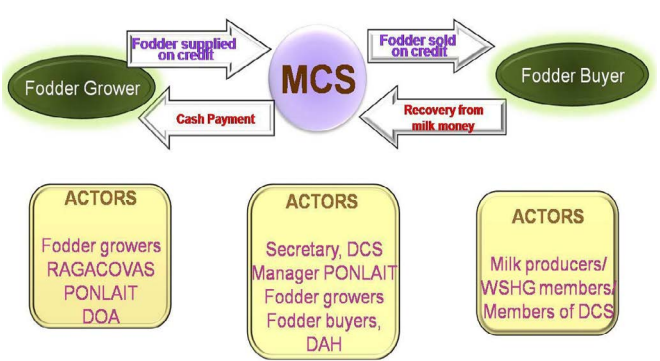 Fodder supplied
on credit
Fodder sold
on credit
Fodder Grower
MCS
Fodder Buyer
Cash Payment
Recovery from
milk money
ACTORS
Fodder growers
RAGACOVAS
PONLAIT
DOA
ACTORS
Secretary, DCS
Manager PONLAIT
Fodder growers
Fodder buyers,
DAH
ACTORS
Milk producers/
WSHG members/
Members of DCS